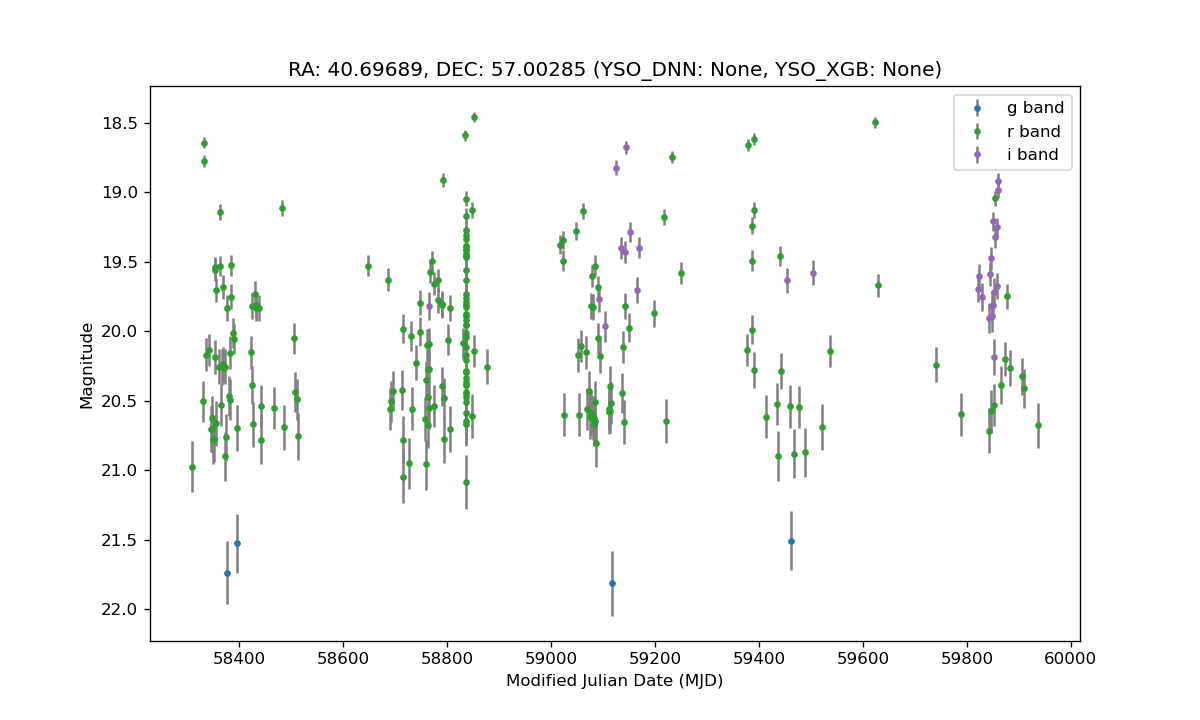 RA: 40.69689, DEC: 57.00285 (YSO_DNN: None, YSO_XGB: None)
g band
r band
i band
18.5
19.0
19.5
20.0
20.5
21.0
21.5
22.0
Magnitude
58400 58600 58800 59000 59200 59400 59600 59800 60000
Modified Julian Date (MJD)